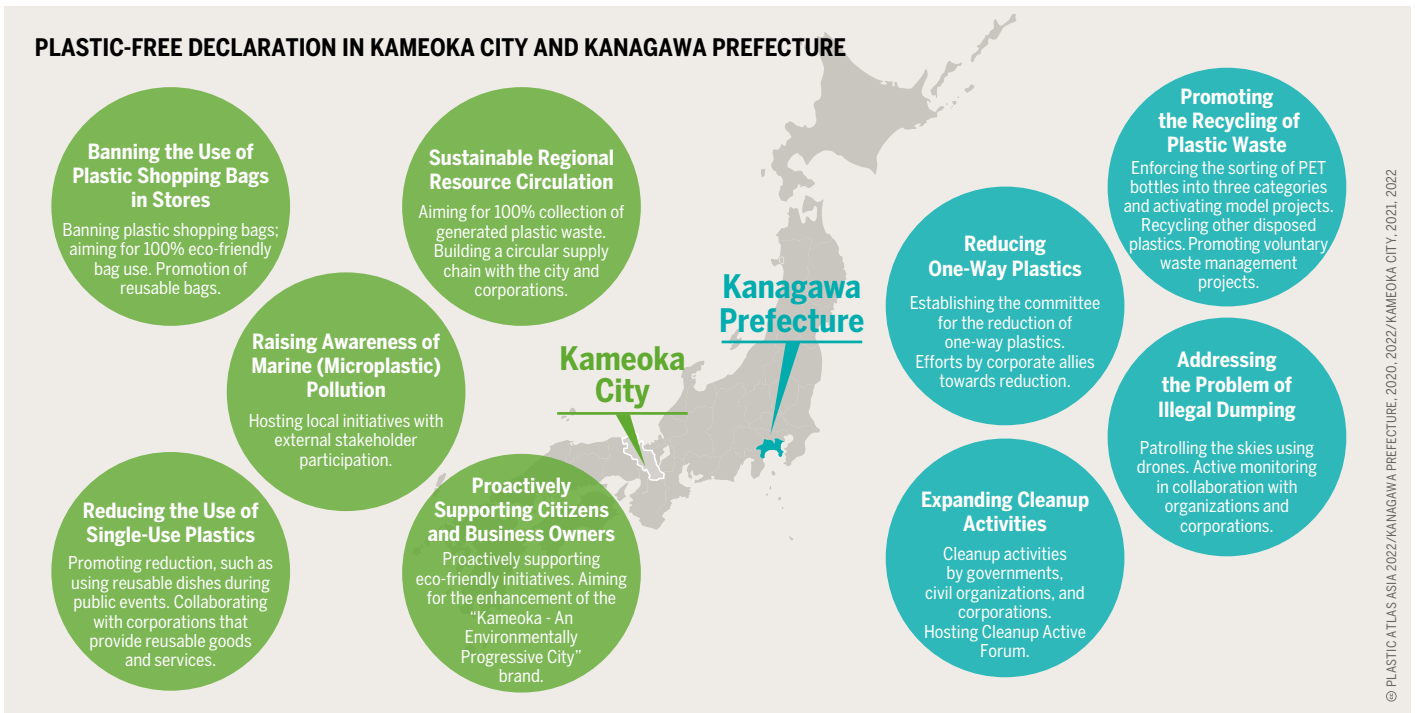 PLASTIC-FREE DECLARATION IN KAMEOKA CITY AND KANAGAWA PREFECTURE
Banning the Use of
Plastic Shopping Bags
in Stores
Banning plastic shopping bags;
aiming for 100% eco-friendly
bag use. Promotion of
reusable bags.
Sustainable Regional
Resource Circulation
Aiming for 100% collection of
generated plastic waste.
Building a circular supply
chain with the city and
corporations.
Raising Awareness of
Marine (Microplastic)
Pollution
Hosting local initiatives with
external stakeholder
participation.
Reducing the Use of
Single-Use Plastics
Promoting reduction, such as
using reusable dishes during
public events. Collaborating
with corporations that
provide reusable goods
and services.
Proactively
Supporting Citizens
and Business Owners
Proactively supporting
eco-friendly initiatives. Aiming
for the enhancement of the
“Kameoka - An
Environmentally
Progressive City”
brand.
Kameoka
City
Kanagawa
Prefecture
Reducing
One-Way Plastics
Establishing the committee
for the reduction of
one-way plastics.
Efforts by corporate allies
towards reduction.
Promoting
the Recycling of
Plastic Waste
Enforcing the sorting of PET
bottles into three categories
and activating model projects.
Recycling other disposed
plastics. Promoting voluntary
waste management
projects.
Addressing
the Problem of
Illegal Dumping
Patrolling the skies using
drones. Active monitoring
in collaboration with
organizations and
corporations.
Expanding Cleanup
Activities
Cleanup activities
by governments,
civil organizations, and
corporations.
Hosting Cleanup Active
Forum.
🅭 PLASTIC ATLAS ASIA 2022/KANAGAWA PREFECTURE, 2020, 2022/KAMEOKA CITY, 2021, 2022